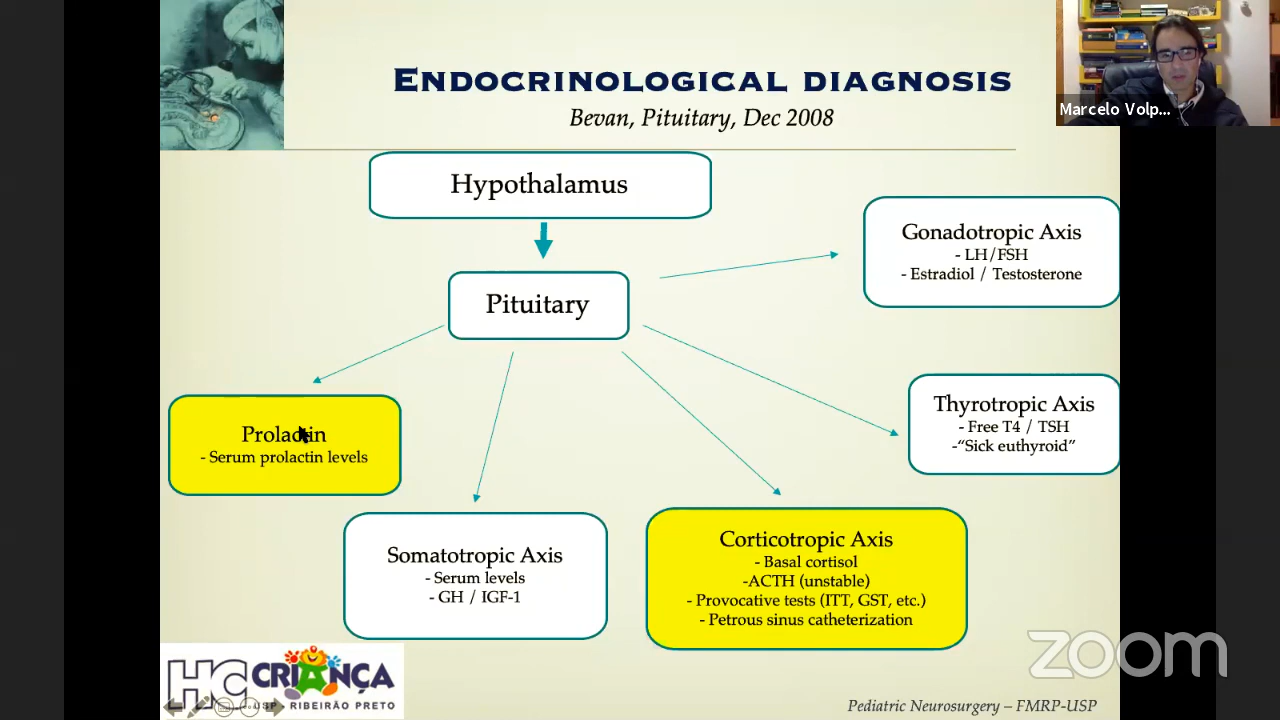 ENDOCRINOLOGICAL DIAGNOSIS
Bevan, Pituitary, Dec 2008
Marcelo Volp...
Hypothalamus
Pituitary
Gonadotropic Axis
- LH/FSH
- Estradiol / Testosterone
Prolactin
- Serum prolactin levels
Thyrotropic Axis
- Free T4 / TSH
-“Sick euthyroid”
Somatotropic Axis
- Serum levels
- GH / IGF-1
Corticotropic Axis
- Basal cortisol
-ACTH (unstable)
- Provocative tests (ITT, GST, etc.)
- Petrous sinus catheterization
HC CRIANÇA
USP RIBEIRÃO PRETO
zoom
Pediatric Neurosurgery – FMRP-USP